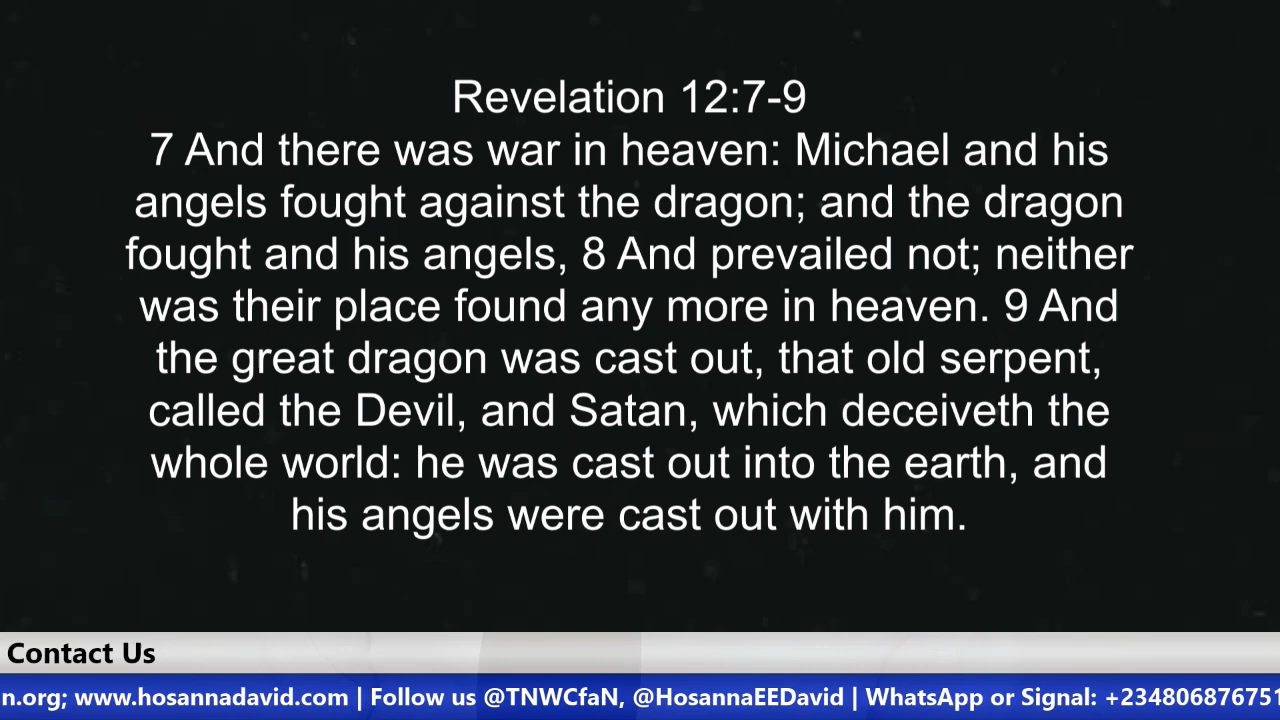 Revelation 12:7-9
7 And there was war in heaven: Michael and his
angels fought against the dragon; and the dragon
fought and his angels, 8 And prevailed not; neither
was their place found any more in heaven. 9 And
the great dragon was cast out, that old serpent,
called the Devil, and Satan, which deceiveth the
whole world: he was cast out into the earth, and
his angels were cast out with him.
Contact Us
n.org; www.hosannadavid.com | Follow us @TNWCfaN, @HosannaEEDavid | WhatsApp or Signal: +234806876751